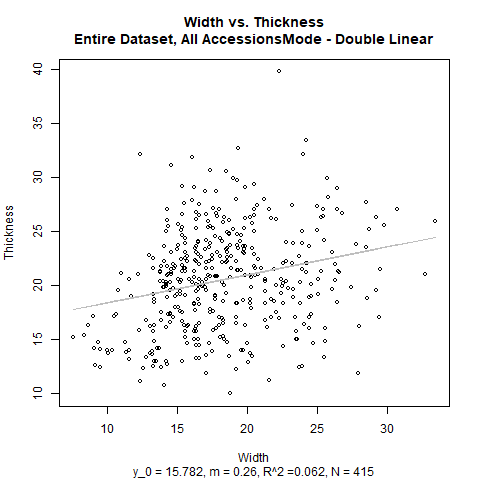 Width vs. Thickness
Entire Dataset, All AccessionsMode - Double Linear
40
35
30
25
20
15
10
Thickness
10 15 20 25 30
Width
y_0 = 15.782, m = 0.26, R^2 =0.062, N = 415